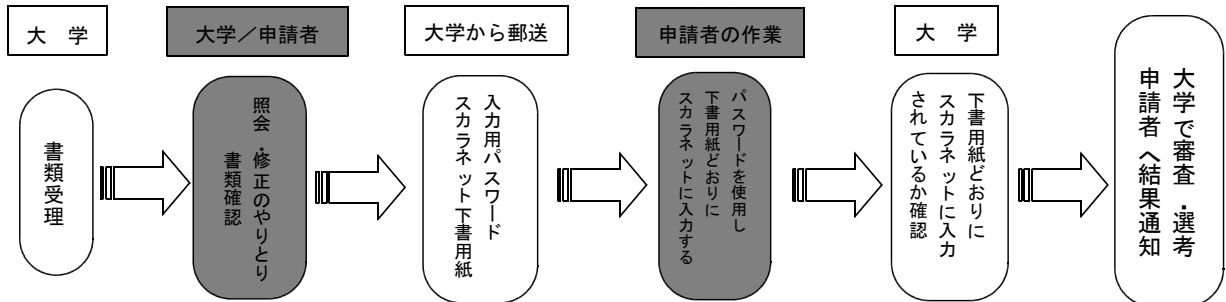 大　学
書類受理
大学／申請者
照会・修正のやりとり
書類確認
大学から郵送
入力用パスワード
スカラネット下書用紙
申請者の作業
パスワードを使用し
下書用紙どおりに
スカラネットに入力する
大　学
下書用紙どおりに
スカラネットに入力
されているか確認
大学で審査・選考
申請者へ結果通知